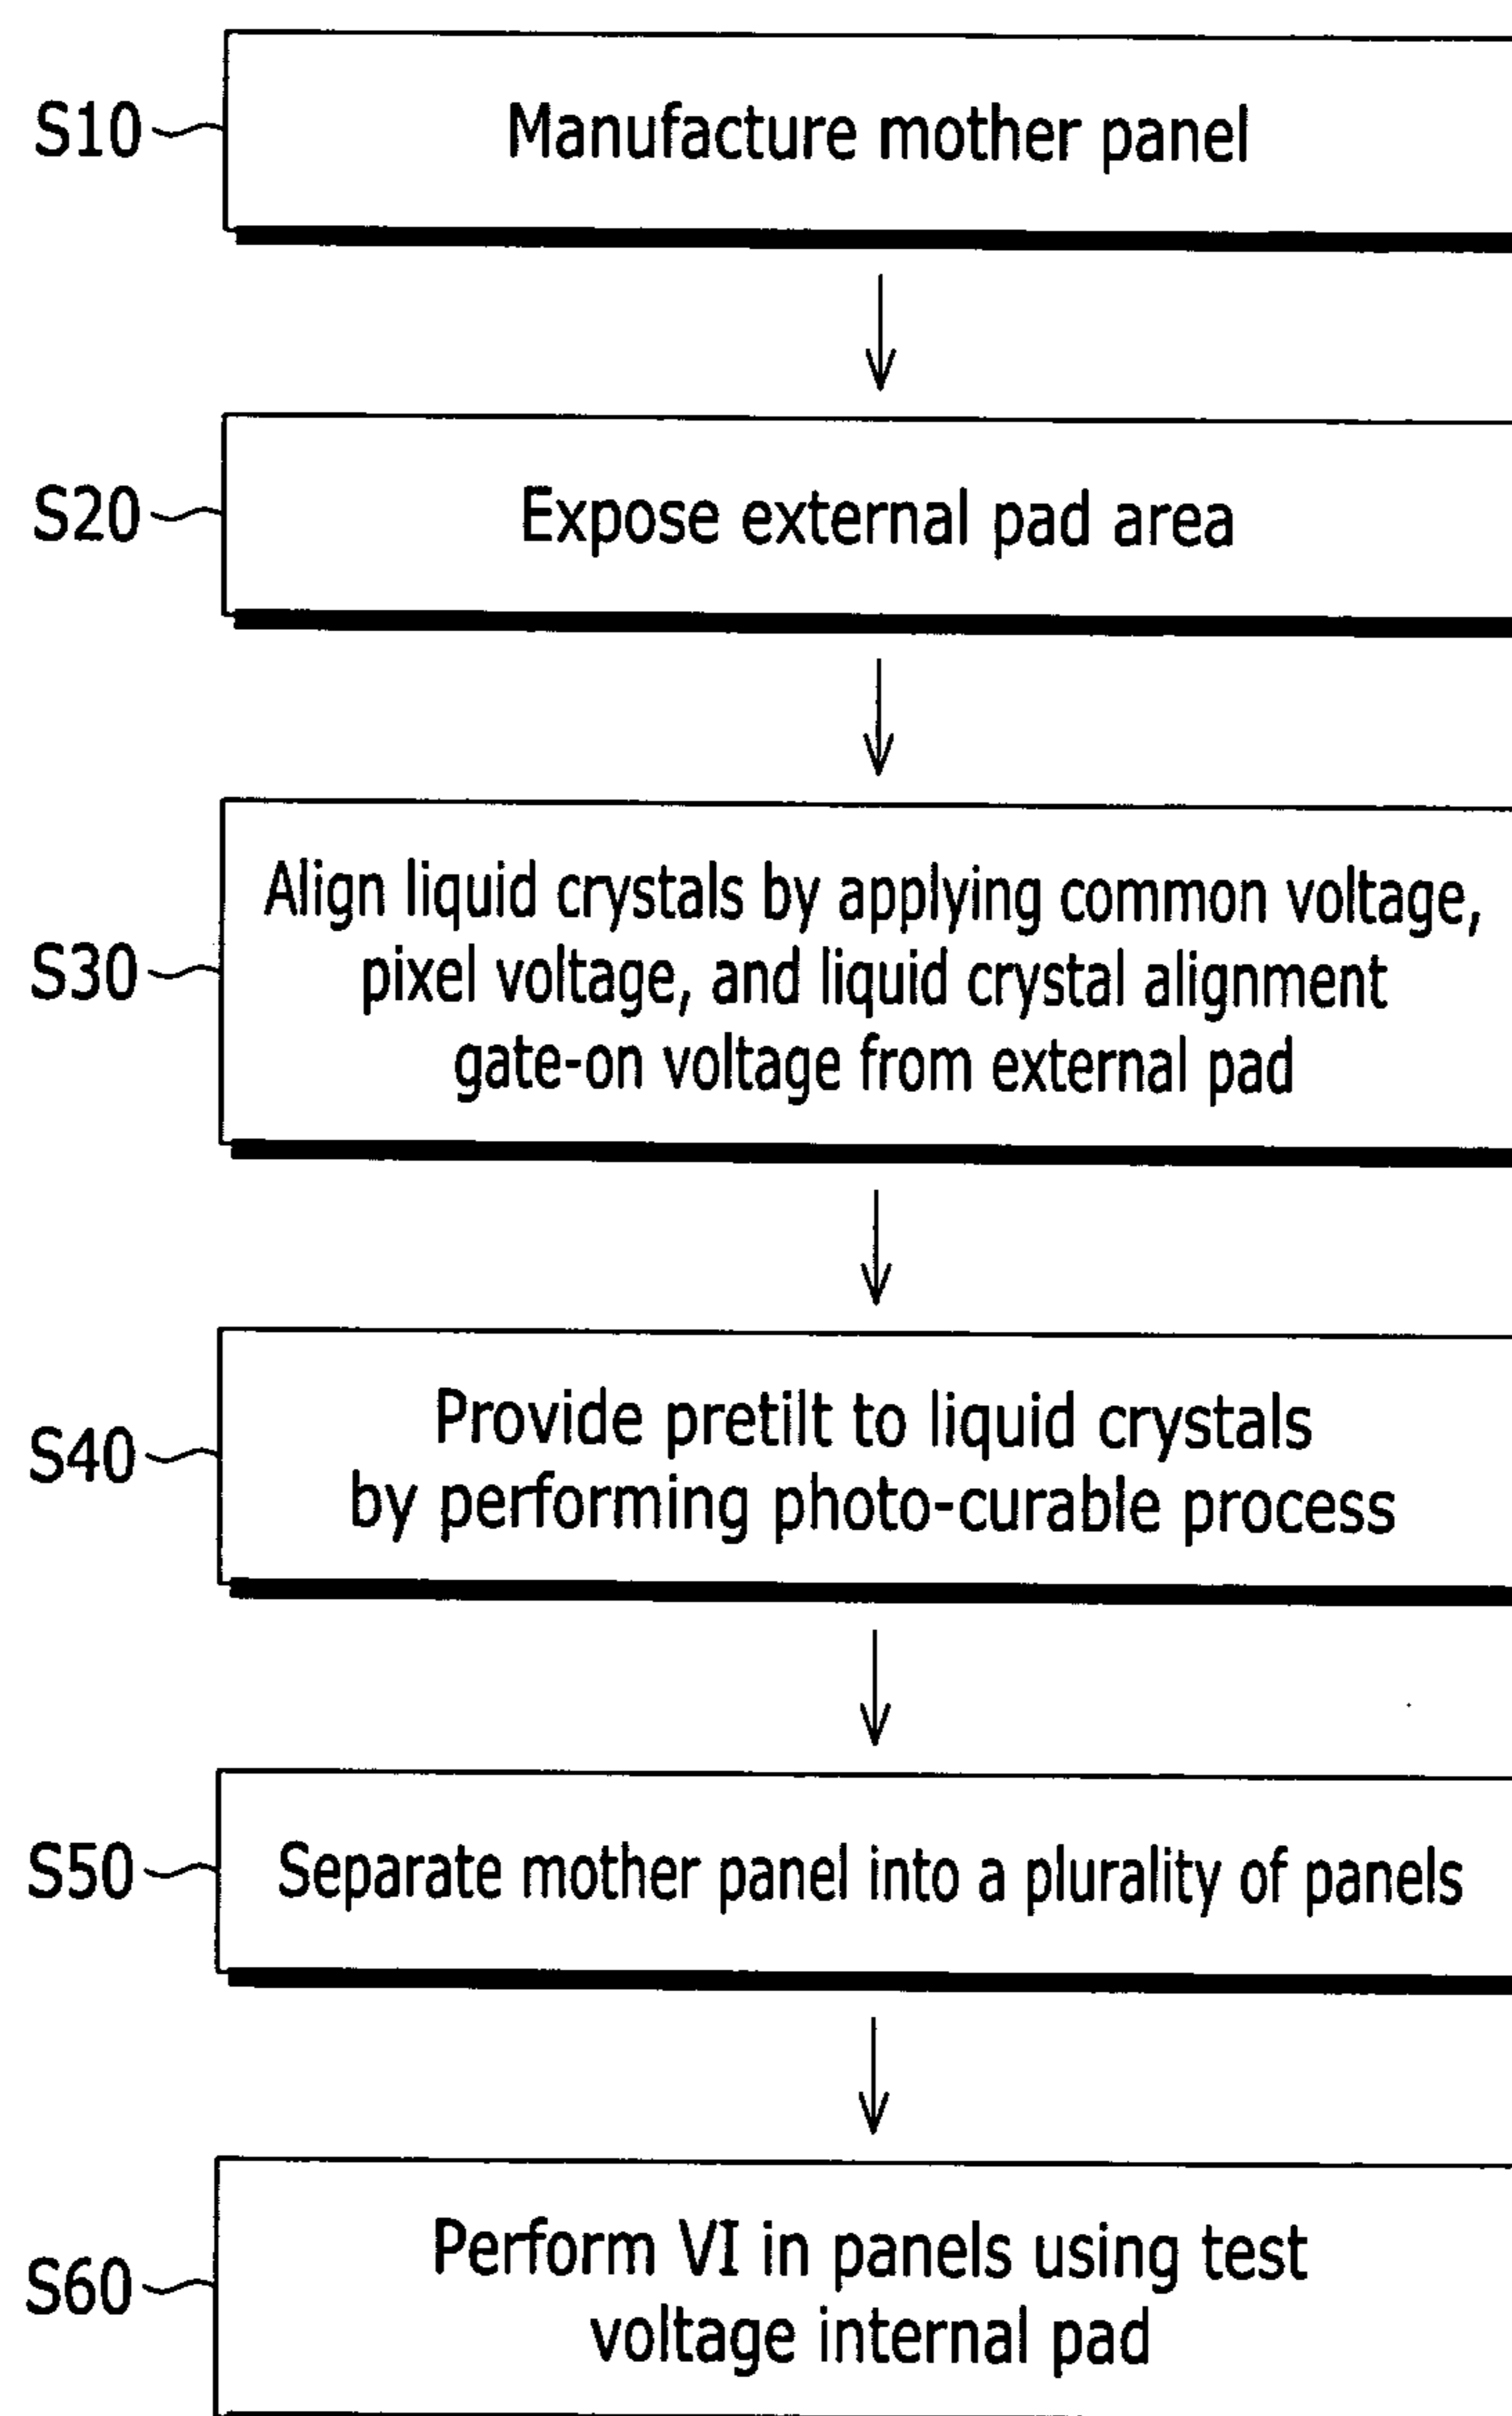 S10
Manufacture mother panel
S20
Expose external pad area
S30
Align liquid crystals by applying common voltage,
pixel voltage, and liquid crystal alignment
gate-on voltage from external pad
S40
Provide pretilt to liquid crystals
by performing photo-curable process
S50
Separate mother panel into a plurality of panels
S60
Perform VI in panels using test
voltage internal pad